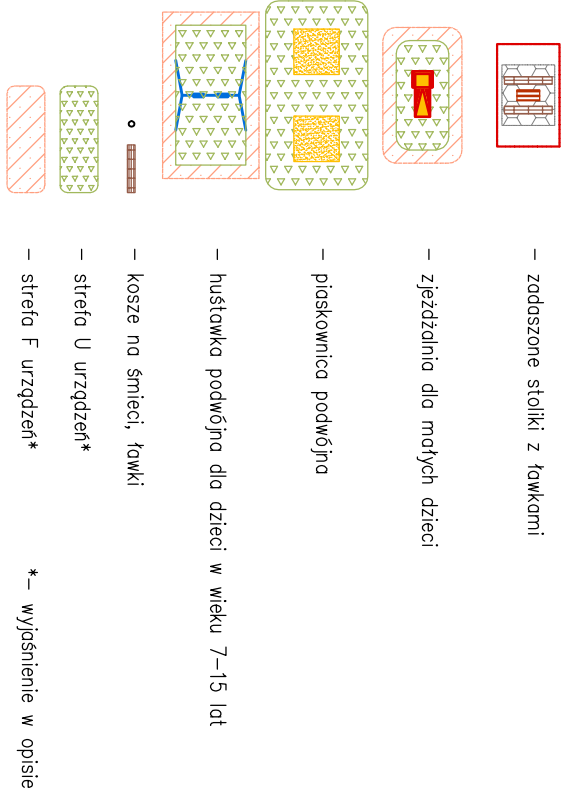 – zadaszone stoliki z ławkami
– zjeżdżalnia dla małych dzieci
– piaskownica podwójna
– huśtawka podwójna dla dzieci w wieku 7–15 lat
– kosze na śmieci, ławki
– strefa U urządzeń*
– strefa F urządzeń*
*– wyjaśnienie w opisie